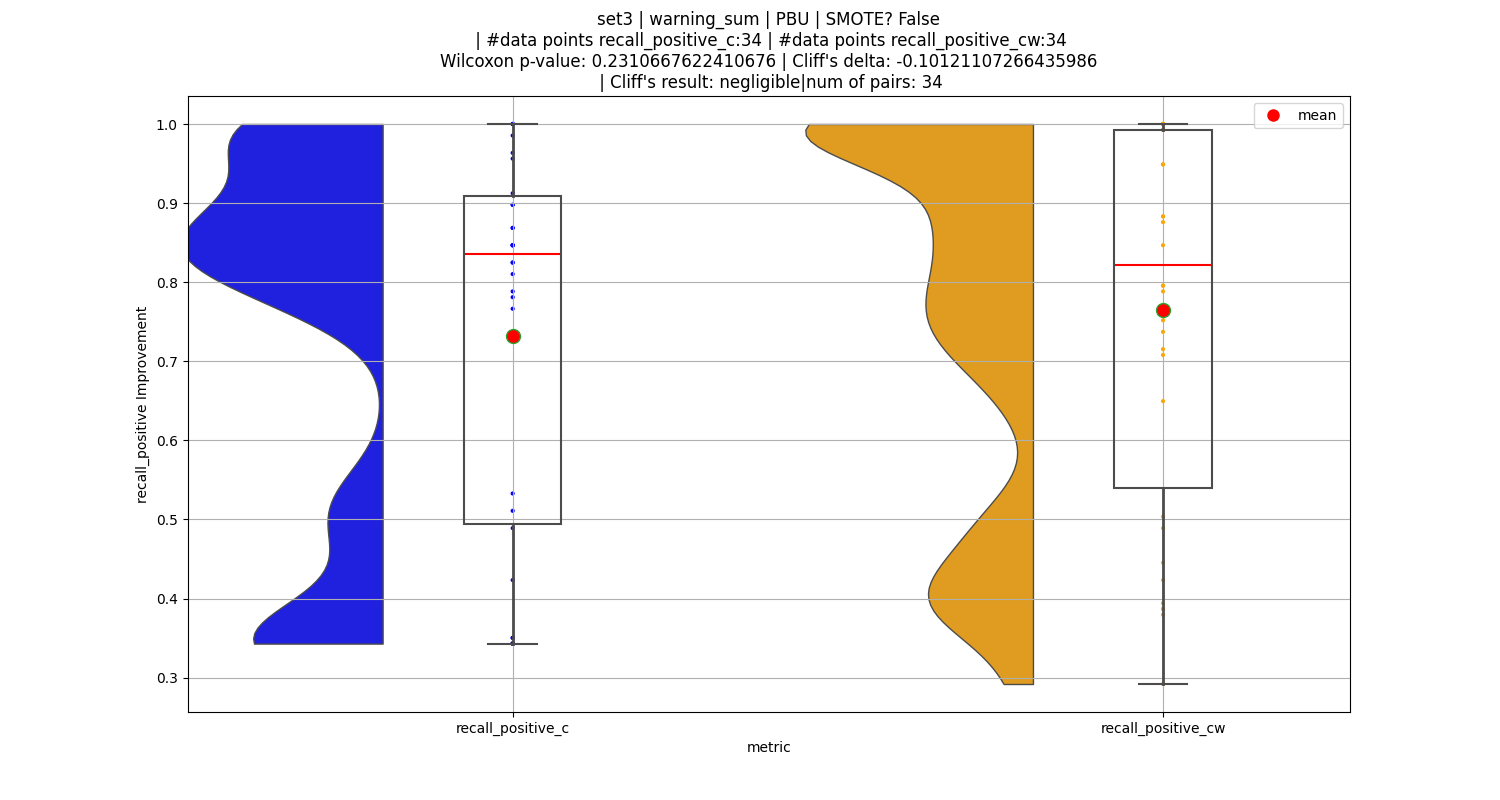 set3 | warning_sum | PBU | SMOTE? False
| #data points recall_positive_c:34 | #data points recall_positive_cw:34
Wilcoxon p-value: 0.2310667622410676 | Cliff's delta: -0.10121107266435986
| Cliff's result: negligible|num of pairs: 34
mean
1.0
0.9
0.8
0.7
0.6
0.5
0.4
0.3
recall_positive Improvement
recall_positive_c
recall_positive_cw
metric